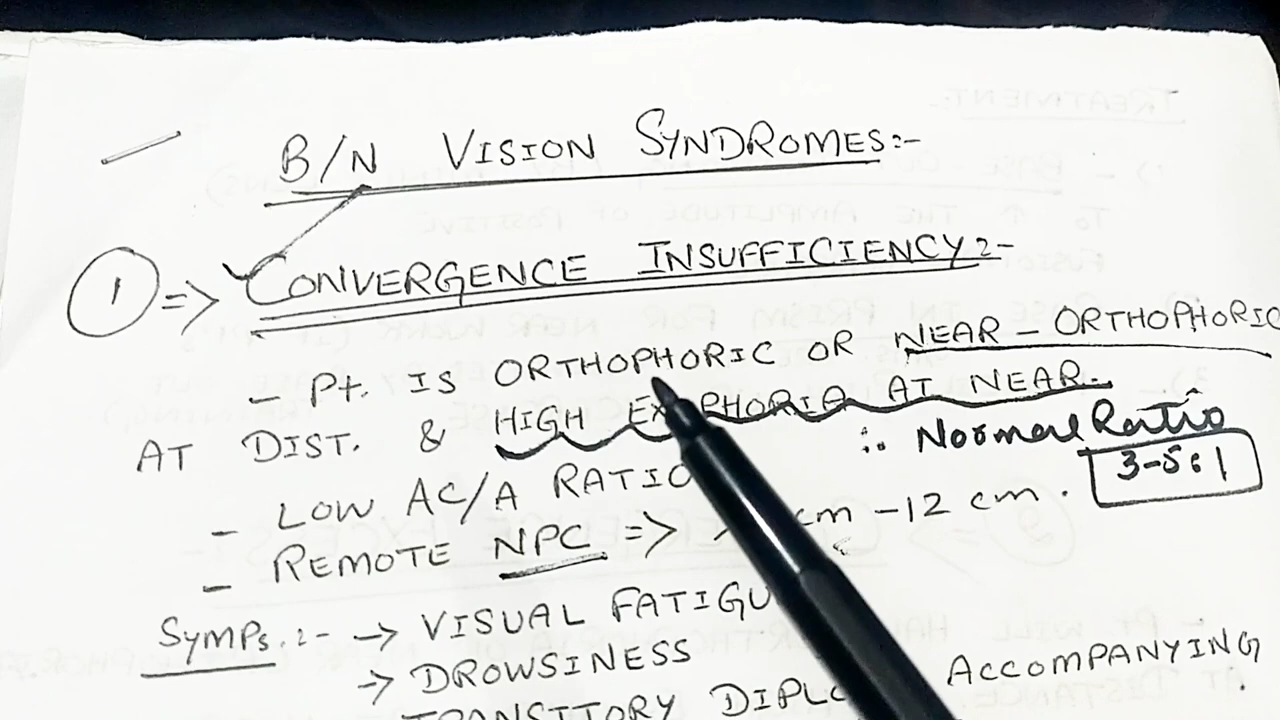 B/N VISION SYNDROMES:-
1 => CONVERGENCE INSUFFICIENCY:-
- Pt. IS ORTHOPHORIC OR NEAR - ORTHOPHORIC
AT DIST. & HIGH EXOPHORIA AT NEAR.
∴ Normal Ratio
3-5:1
- LOW AC/A RATIO
- REMOTE NPC => > cm - 12 cm.
SYMPs.:- → VISUAL FATIGU
→ DROWSINESS
TRANSITORY DIPLO ACCOMPANYING